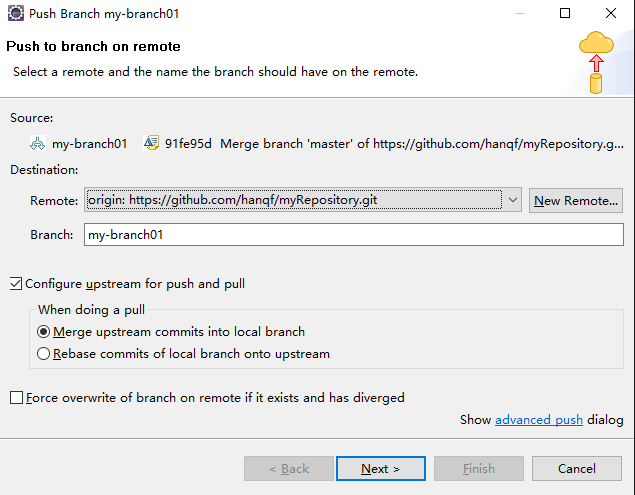 Push Branch my-branch01
Push to branch on remote
Select a remote and the name the branch should have on the remote.
Source:
my-branch01 91fe95d Merge branch 'master' of https://github.com/hanqf/myRepository.g...
Destination:
Remote: origin: https://github.com/hanqf/myRepository.git New Remote...
Branch: my-branch01
Configure upstream for push and pull
When doing a pull
Merge upstream commits into local branch
Rebase commits of local branch onto upstream
Force overwrite of branch on remote if it exists and has diverged
Show advanced push dialog
< Back Next > Finish Cancel